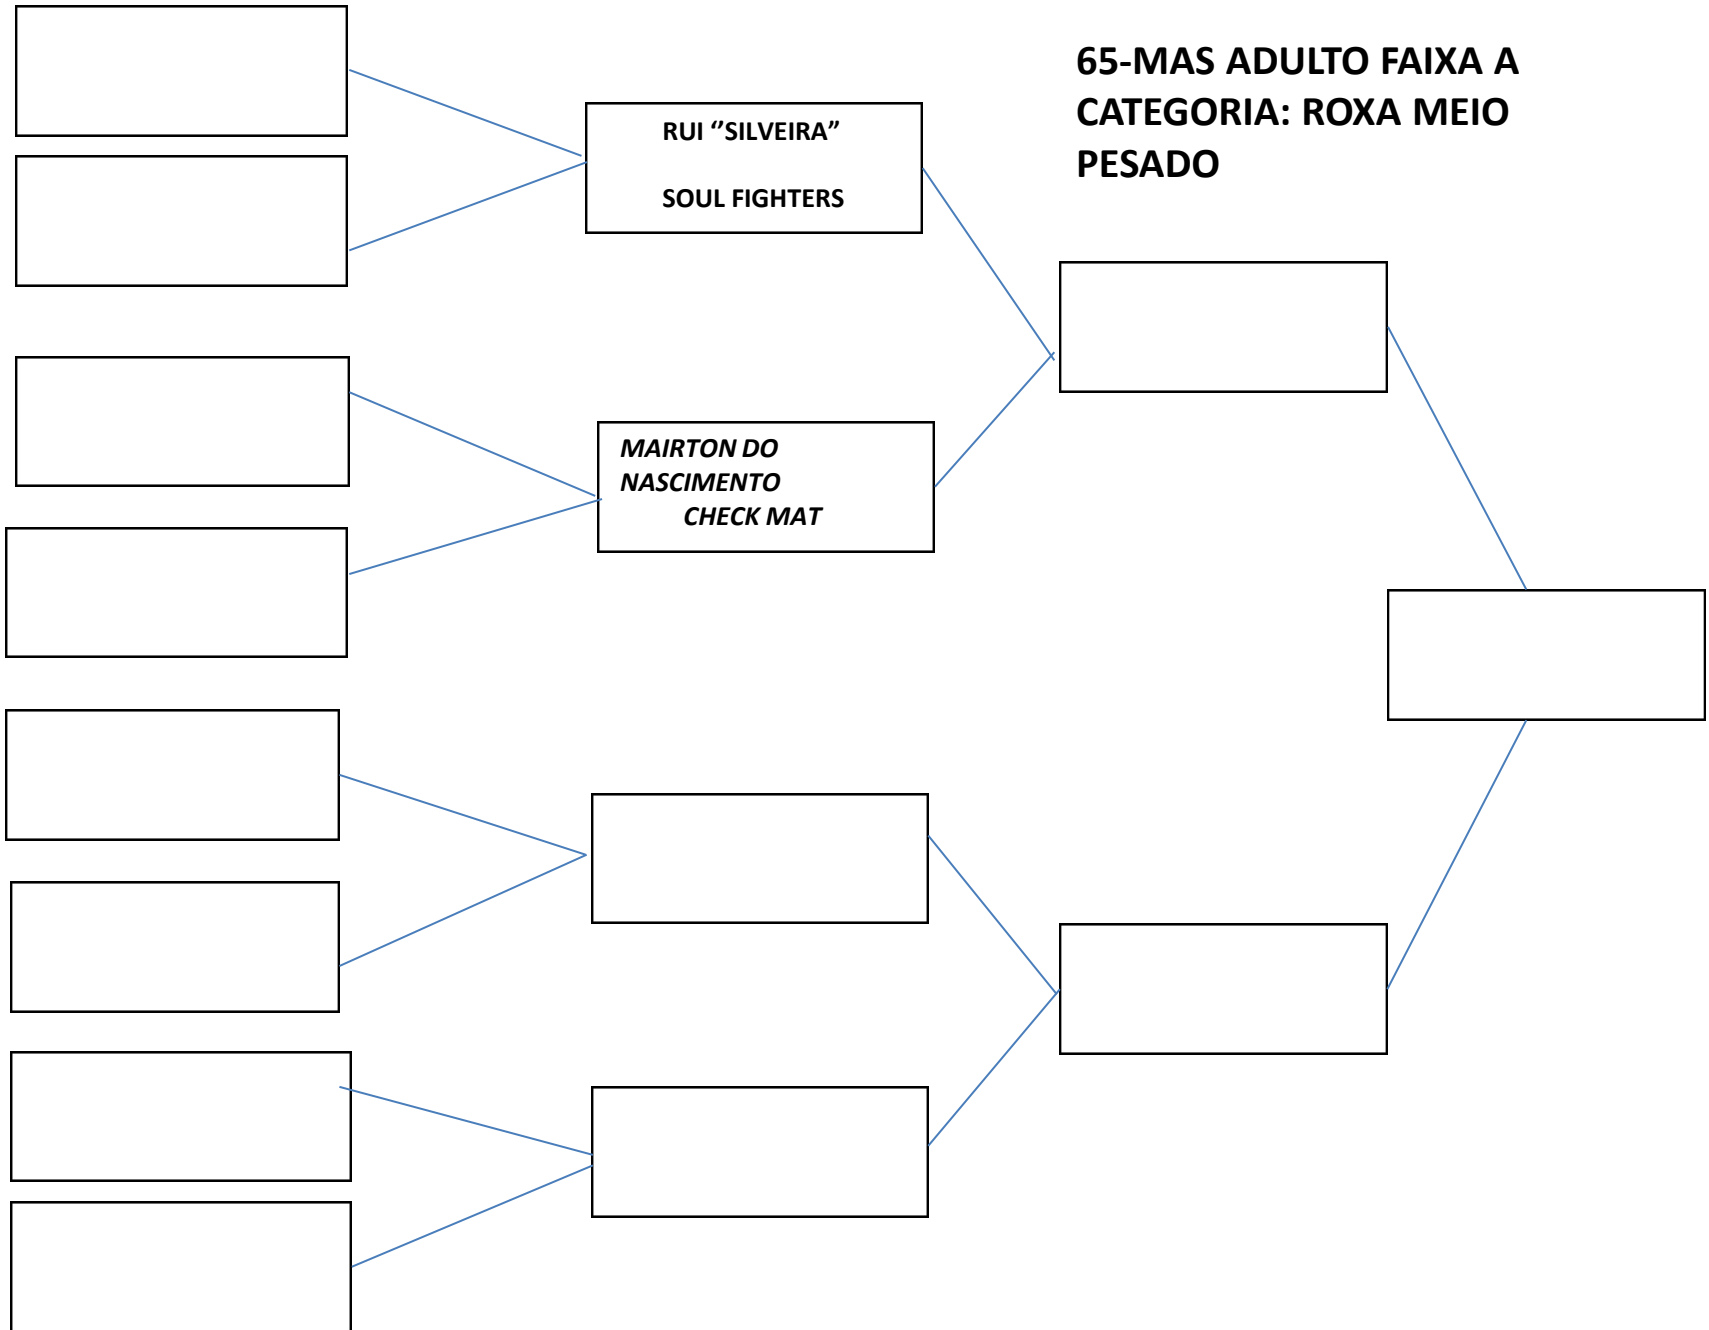 65-MAS ADULTO FAIXA A
CATEGORIA: ROXA MEIO
PESADO
RUI ‘’SILVEIRA”
SOUL FIGHTERS
MAIRTON DO
NASCIMENTO
CHECK MAT